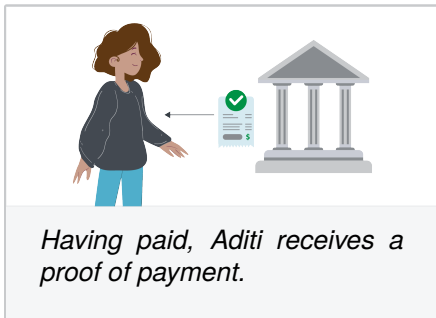 Having paid, Aditi receives a
proof of payment.
$